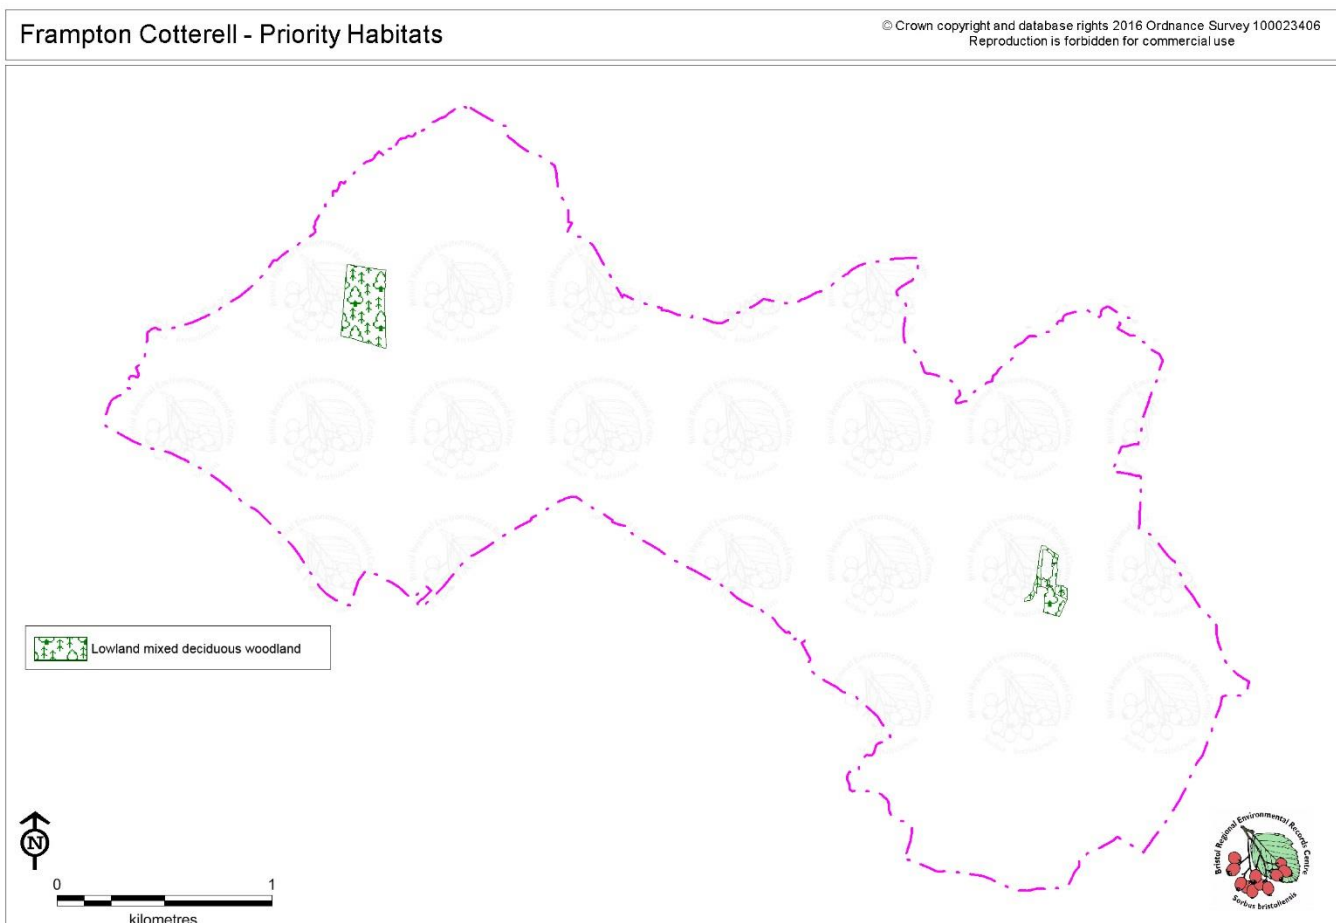 Frampton Cotterell - Priority Habitats
© Crown copyright and database rights 2016 Ordnance Survey 100023406
Reproduction is forbidden for commercial use
Lowland mixed deciduous woodland
N
0 1
kilometres
Bristol Regional Environmental Records Centre
Sorbus bristoliensis